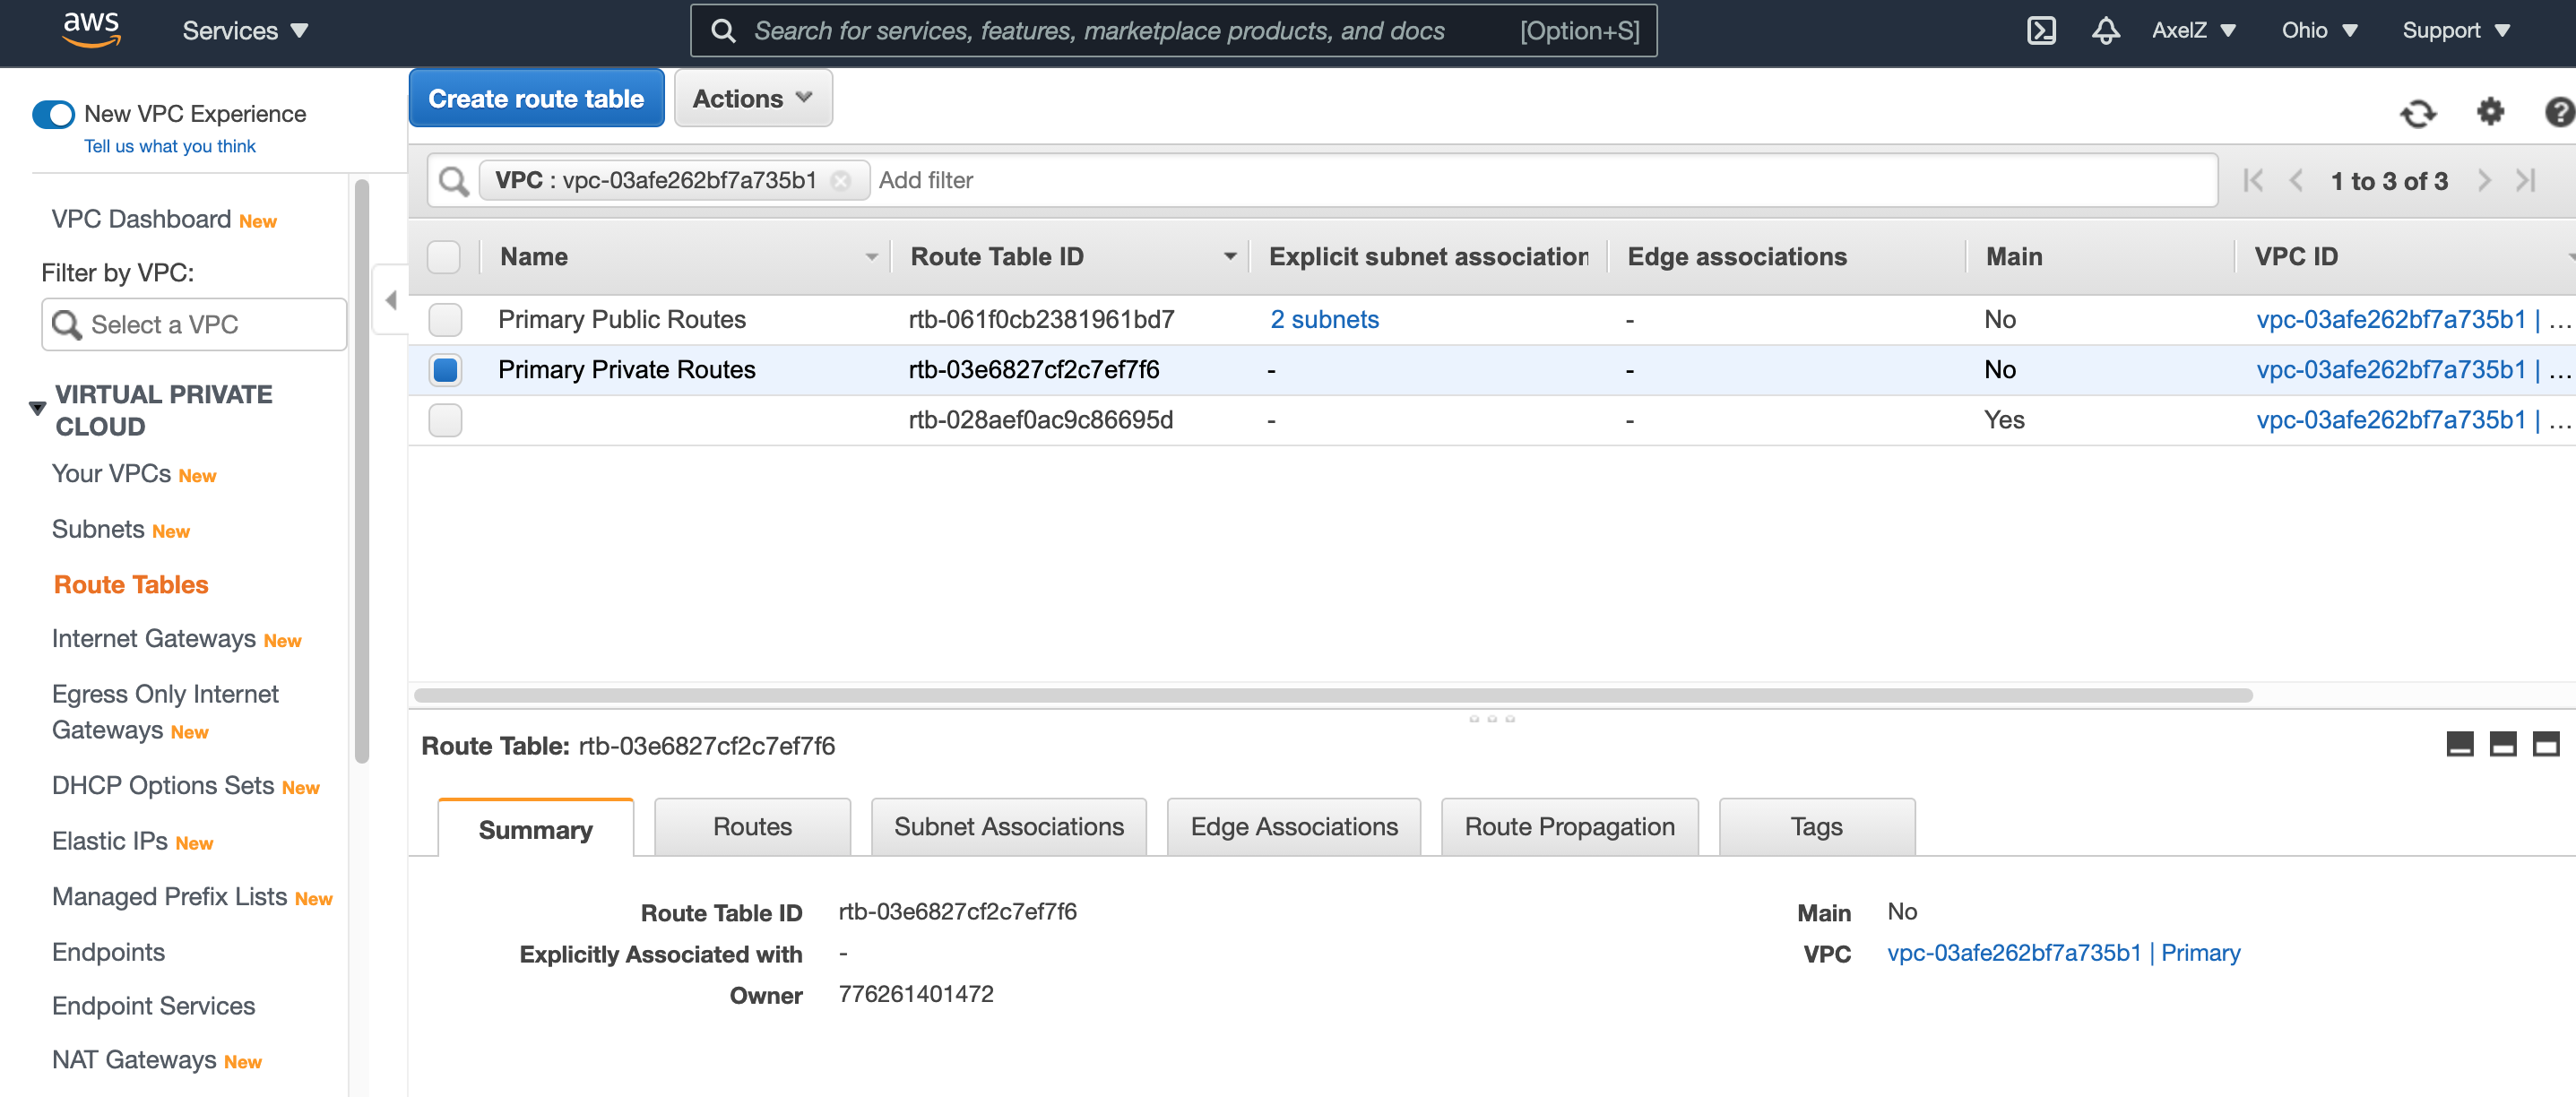 aws Services Search for services, features, marketplace products, and docs [Option+S] AxelZ Ohio Support
New VPC Experience
Tell us what you think
VPC Dashboard New
Filter by VPC:
Select a VPC
VIRTUAL PRIVATE
CLOUD
Your VPCs New
Subnets New
Route Tables
Internet Gateways New
Egress Only Internet
Gateways New
DHCP Options Sets New
Elastic IPs New
Managed Prefix Lists New
Endpoints
Endpoint Services
NAT Gateways New
Create route table Actions
VPC : vpc-03afe262bf7a735b1 Add filter 1 to 3 of 3
Name Route Table ID Explicit subnet association Edge associations Main VPC ID
Primary Public Routes rtb-061f0cb2381961bd7 2 subnets - No vpc-03afe262bf7a735b1 | ...
Primary Private Routes rtb-03e6827cf2c7ef7f6 - - No vpc-03afe262bf7a735b1 | ...
rtb-028aef0ac9c86695d - - Yes vpc-03afe262bf7a735b1 | ...
Route Table: rtb-03e6827cf2c7ef7f6
Summary Routes Subnet Associations Edge Associations Route Propagation Tags
Route Table ID rtb-03e6827cf2c7ef7f6 Main No
Explicitly Associated with - VPC vpc-03afe262bf7a735b1 | Primary
Owner 776261401472